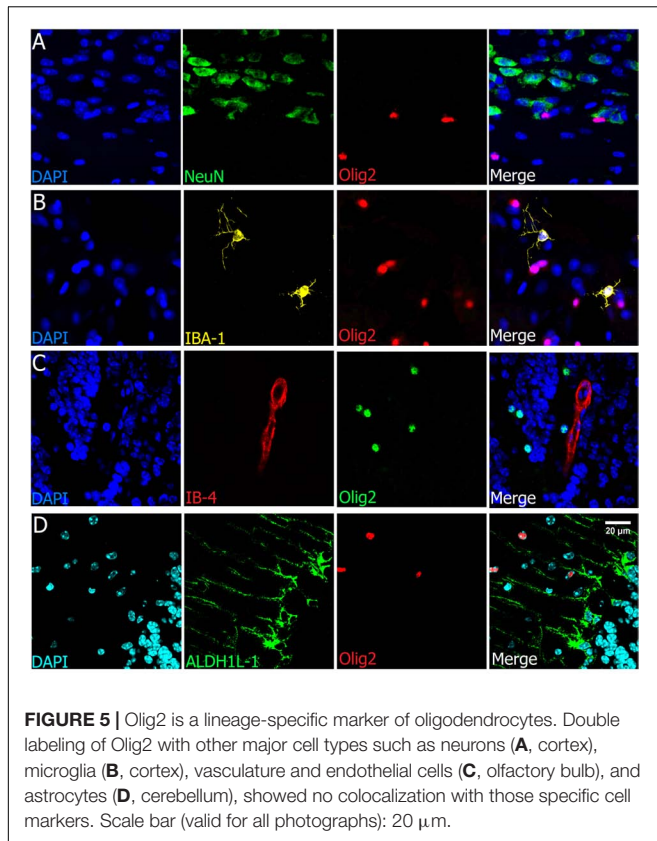 A
DAPI NeuN Olig2 Merge
B
DAPI IBA-1 Olig2 Merge
C
DAPI IB-4 Olig2 Merge
D
20 μm
DAPI ALDH1L-1 Olig2 Merge
FIGURE 5 | Olig2 is a lineage-specific marker of oligodendrocytes. Double
labeling of Olig2 with other major cell types such as neurons (A, cortex),
microglia (B, cortex), vasculature and endothelial cells (C, olfactory bulb), and
astrocytes (D, cerebellum), showed no colocalization with those specific cell
markers. Scale bar (valid for all photographs): 20 μm.